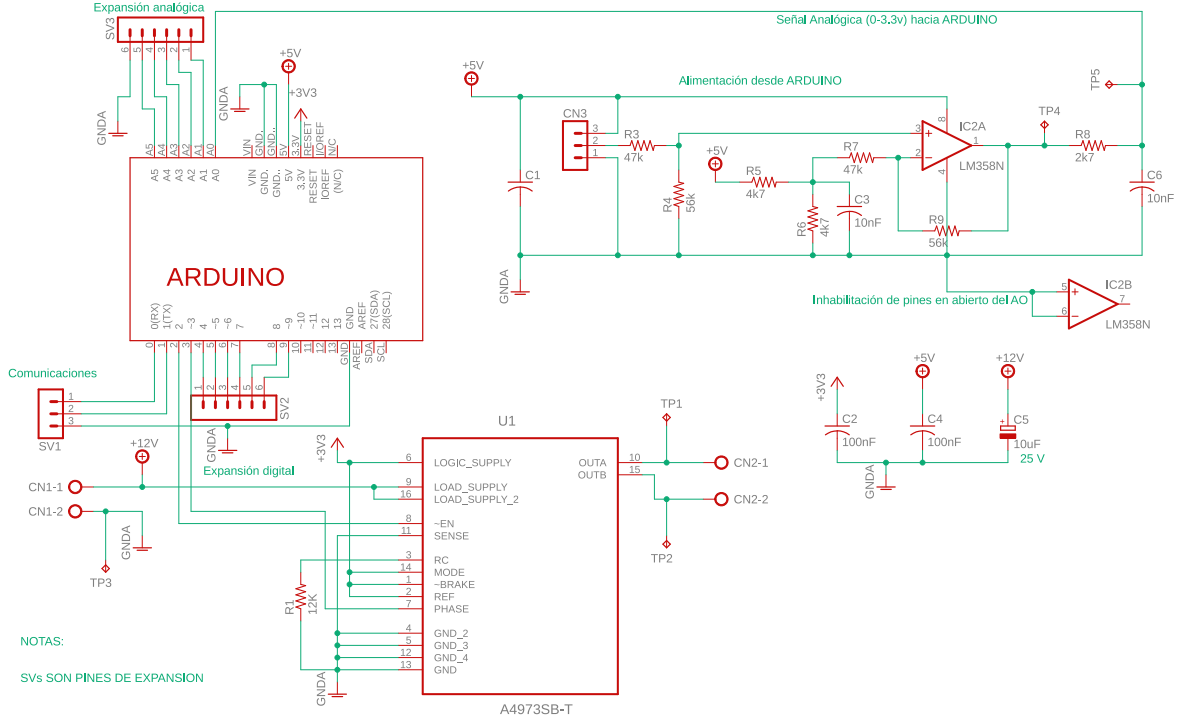 Expansión analógica
SV3
6
5
4
3
2
1
GNDA
GNDA
+5V
+3V3
A5
A4
A3
A2
A1
A0
VIN
GND.
GND..
5V
3.3V
RESET
IOREF
N/C
A5
A4
A3
A2
A1
A0
VIN
GND.
GND..
5V
3.3V
RESET
IOREF
(N/C)
ARDUINO
0(RX)
1(TX)
2
~3
4
~5
~6
7
8
~9
~10
~11
12
13
GND
AREF
27(SDA)
28(SCL)
0
1
2
3
4
5
6
7
8
9
10
11
12
13
GND
AREF
SDA
SCL
Comunicaciones
1
2
3
SV1
1
2
3
4
5
6
SV2
GNDA
Expansión digital
+12V
CN1-1
CN1-2
GNDA
TP3
NOTAS:
SVs SON PINES DE EXPANSION
Señal Analógica (0-3.3v) hacia ARDUINO
+5V
Alimentación desde ARDUINO
CN3
3
2
1
C1
GNDA
R3
47k
R4
56k
+5V
R5
4k7
R6
4k7
R7
47k
C3
10nF
3
2
8
4
1
IC2A
LM358N
R9
56k
TP4
TP5
R8
2k7
C6
10nF
Inhabilitación de pines en abierto del AO
5
6
7
IC2B
LM358N
+3V3
C2
100nF
GNDA
+5V
C4
100nF
+12V
+
C5
10uF
25 V
+3V3
U1
6
LOGIC_SUPPLY
9
LOAD_SUPPLY
16
LOAD_SUPPLY_2
8
~EN
11
SENSE
3
RC
14
MODE
1
~BRAKE
2
REF
7
PHASE
4
GND_2
5
GND_3
12
GND_4
13
GND
OUTA
10
OUTB
15
A4973SB-T
R1
12K
GNDA
TP1
CN2-1
CN2-2
TP2